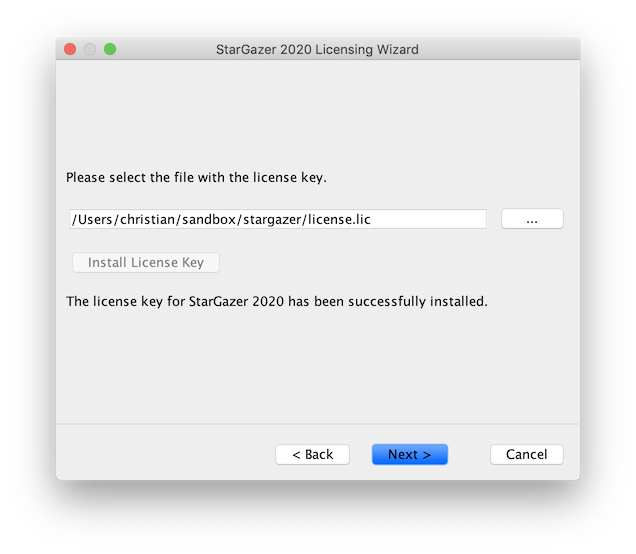 StarGazer 2020 Licensing Wizard
Please select the file with the license key.
/Users/christian/sandbox/stargazer/license.lic
...
Install License Key
The license key for StarGazer 2020 has been successfully installed.
< Back Next > Cancel